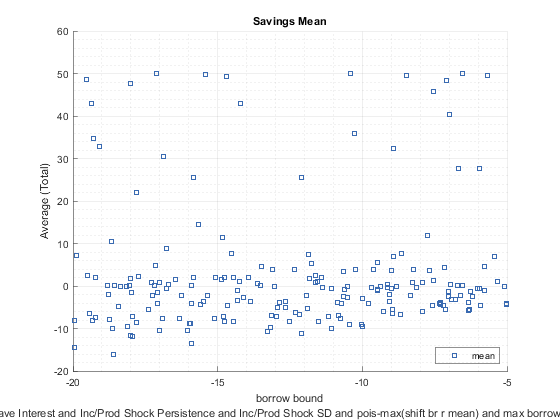 Savings Mean
Average (Total)
60
50
40
30
20
10
0
-10
-20
-20
-15
-10
-5
mean
borrow bound
ave Interest and Inc/Prod Shock Persistence and Inc/Prod Shock SD and pois-max(shift br r mean) and max borrow